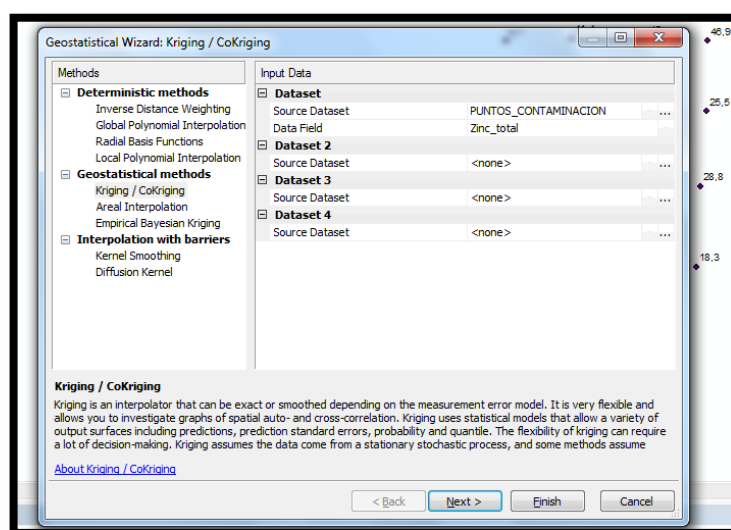 Geostatistical Wizard: Kriging / CoKriging
Methods
Deterministic methods
Inverse Distance Weighting
Global Polynomial Interpolation
Radial Basis Functions
Local Polynomial Interpolation
Geostatistical methods
Kriging / CoKriging
Areal Interpolation
Empirical Bayesian Kriging
Interpolation with barriers
Kernel Smoothing
Diffusion Kernel
Input Data
Dataset
Source Dataset PUNTOS_CONTAMINACION ...
Data Field Zinc_total
Dataset 2
Source Dataset <none> ...
Dataset 3
Source Dataset <none> ...
Dataset 4
Source Dataset <none> ...
Kriging / CoKriging
Kriging is an interpolator that can be exact or smoothed depending on the measurement error model. It is very flexible and
allows you to investigate graphs of spatial auto- and cross-correlation. Kriging uses statistical models that allow a variety of
output surfaces including predictions, prediction standard errors, probability and quantile. The flexibility of kriging can require
a lot of decision-making. Kriging assumes the data come from a stationary stochastic process, and some methods assume
About Kriging / CoKriging
< Back Next > Finish Cancel
46,9
25,5
28,8
18,3